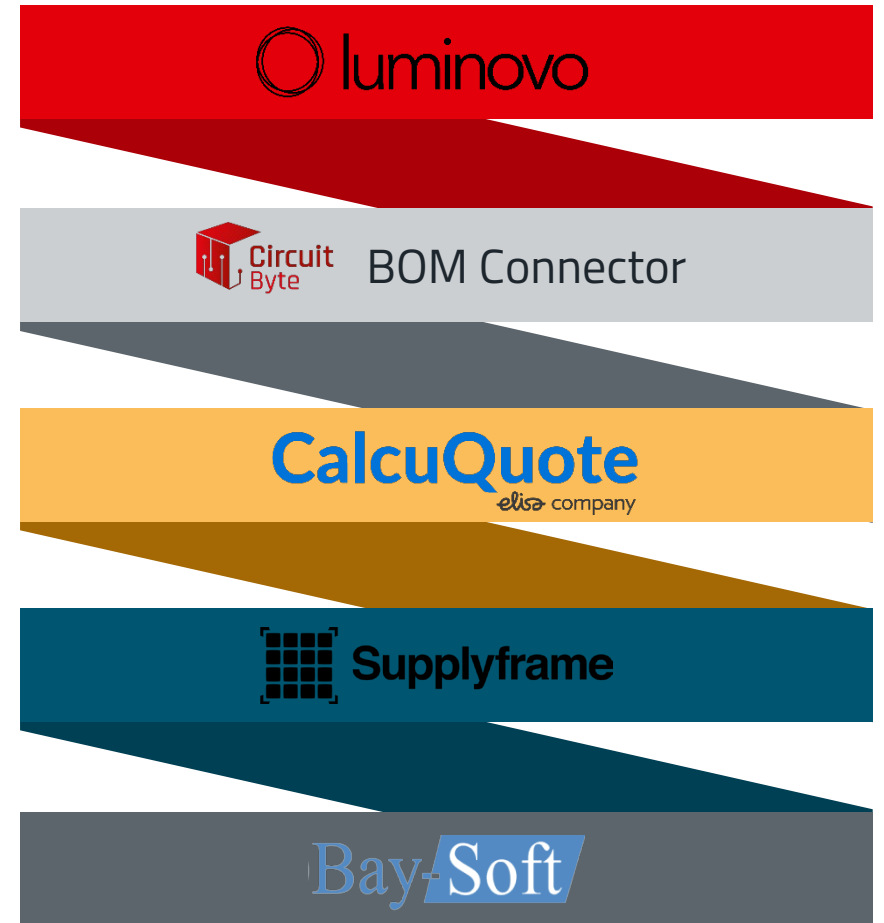 luminovo
Circuit
Byte
BOM Connector
CalcuQuote
elisa company
Supplyframe
Bay-Soft